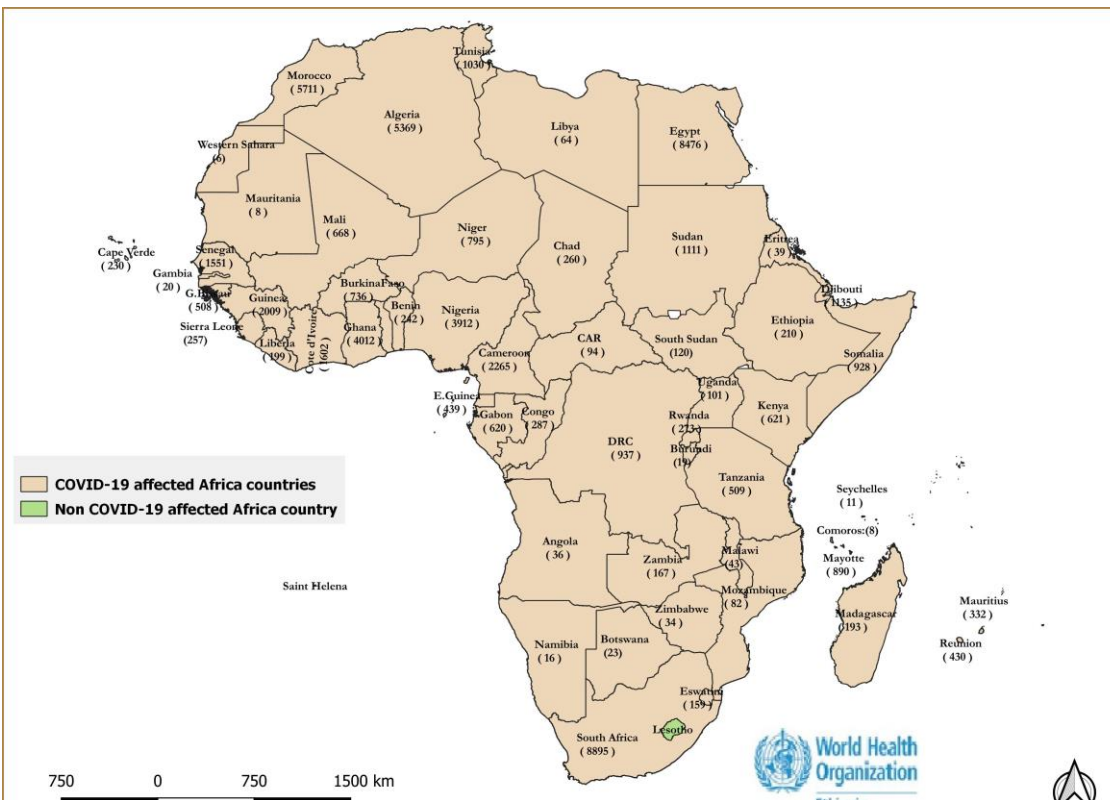 Tunisia
( 1030 )
Morocco
( 5711 )
Algeria
( 5369 )
Libya
( 64 )
Egypt
( 8476 )
Western Sahara
(6)
Mauritania
( 8 )
Mali
( 668 )
Niger
( 795 )
Chad
( 260 )
Sudan
( 1111 )
Eritrea
( 39 )
Cape Verde
( 230 )
Senegal
( 1551 )
Gambia
( 20 )
( 508 )
Guinea
( 2009 )
BurkinaFaso
( 736 )
Benin
( 242 )
Nigeria
( 3912 )
Djibouti
( 1135 )
Ethiopia
( 210 )
Sierra Leone
(257)
Liberia
( 199 )
Cote d'Ivoire
( 1602 )
Ghana
( 4012 )
Cameroon
( 2265 )
CAR
( 94 )
South Sudan
(120)
Somalia
( 928 )
E.Guinea
( 439 )
Gabon
( 620 )
Congo
( 287 )
Uganda
( 101 )
Kenya
( 621 )
Rwanda
( 273 )
DRC
( 937 )
Burundi
(19)
Tanzania
( 509 )
COVID-19 affected Africa countries
Non COVID-19 affected Africa country
Seychelles
( 11 )
Comoros:(8)
Mayotte
( 890 )
Angola
( 36 )
Zambia
( 167 )
Malawi
(43)
Mozambique
( 82 )
Saint Helena
Zimbabwe
( 34 )
Madagascar
( 193 )
Mauritius
( 332 )
Reunion
( 430 )
Namibia
( 16 )
Botswana
(23)
Eswatini
( 159 )
Lesotho
South Africa
( 8895 )
World Health
Organization
750 0 750 1500 km